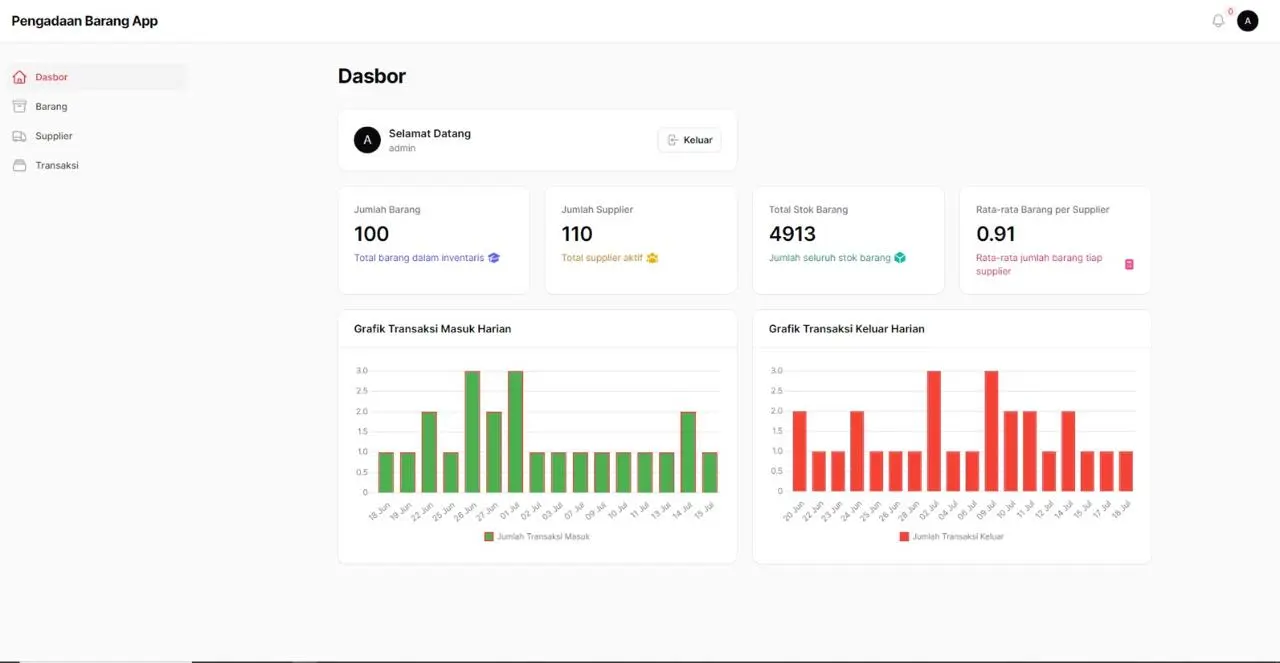 Pengadaan Barang App
0
A
Dasbor
Barang
Supplier
Transaksi
Dasbor
A
Selamat Datang
admin
Keluar
Jumlah Barang
100
Total barang dalam inventaris
Jumlah Supplier
110
Total supplier aktif
Total Stok Barang
4913
Jumlah seluruh stok barang
Rata-rata Barang per Supplier
0.91
Rata-rata jumlah barang tiap
supplier
Grafik Transaksi Masuk Harian
3.0
2.5
2.0
1.5
1.0
0.5
0
18 Jun 19 Jun 22 Jun 25 Jun 26 Jun 27 Jun 01 Jul 02 Jul 03 Jul 07 Jul 09 Jul 10 Jul 11 Jul 13 Jul 14 Jul 15 Jul
Jumlah Transaksi Masuk
Grafik Transaksi Keluar Harian
3.0
2.5
2.0
1.5
1.0
0.5
0
20 Jun 22 Jun 23 Jun 24 Jun 25 Jun 26 Jun 28 Jun 02 Jul 04 Jul 06 Jul 09 Jul 10 Jul 11 Jul 12 Jul 14 Jul 15 Jul 17 Jul 18 Jul
Jumlah Transaksi Keluar